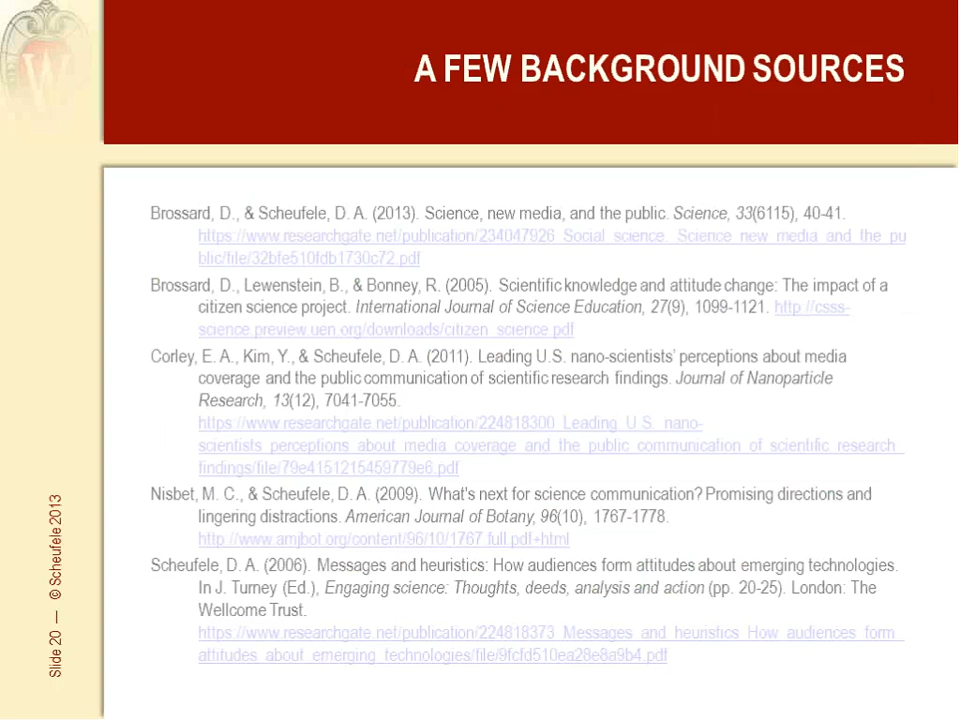 A FEW BACKGROUND SOURCES
Brossard, D., & Scheufele, D. A. (2013). Science, new media, and the public. Science, 33(6115), 40-41.
https://www.researchgate.net/publication/234047926_Social_science._Science_new_media_and_the_pu
blic/file/32bfe510fdb1730c72.pdf
Brossard, D., Lewenstein, B., & Bonney, R. (2005). Scientific knowledge and attitude change: The impact of a
citizen science project. International Journal of Science Education, 27(9), 1099-1121. http://csss-
science.preview.uen.org/downloads/citizen_science.pdf
Corley, E. A., Kim, Y., & Scheufele, D. A. (2011). Leading U.S. nano-scientists' perceptions about media
coverage and the public communication of scientific research findings. Journal of Nanoparticle
Research, 13(12), 7041-7055.
https://www.researchgate.net/publication/224818300_Leading_U.S._nano-
scientists_perceptions_about_media_coverage_and_the_public_communication_of_scientific_research_
findings/file/79e4151215459779e6.pdf
Nisbet, M. C., & Scheufele, D. A. (2009). What's next for science communication? Promising directions and
lingering distractions. American Journal of Botany, 96(10), 1767-1778.
http://www.amjbot.org/content/96/10/1767.full.pdf+html
Scheufele, D. A. (2006). Messages and heuristics: How audiences form attitudes about emerging technologies.
In J. Turney (Ed.), Engaging science: Thoughts, deeds, analysis and action (pp. 20-25). London: The
Wellcome Trust.
https://www.researchgate.net/publication/224818373_Messages_and_heuristics_How_audiences_form_
attitudes_about_emerging_technologies/file/9fcfd510ea28e8a9b4.pdf
Slide 20 — © Scheufele 2013
W